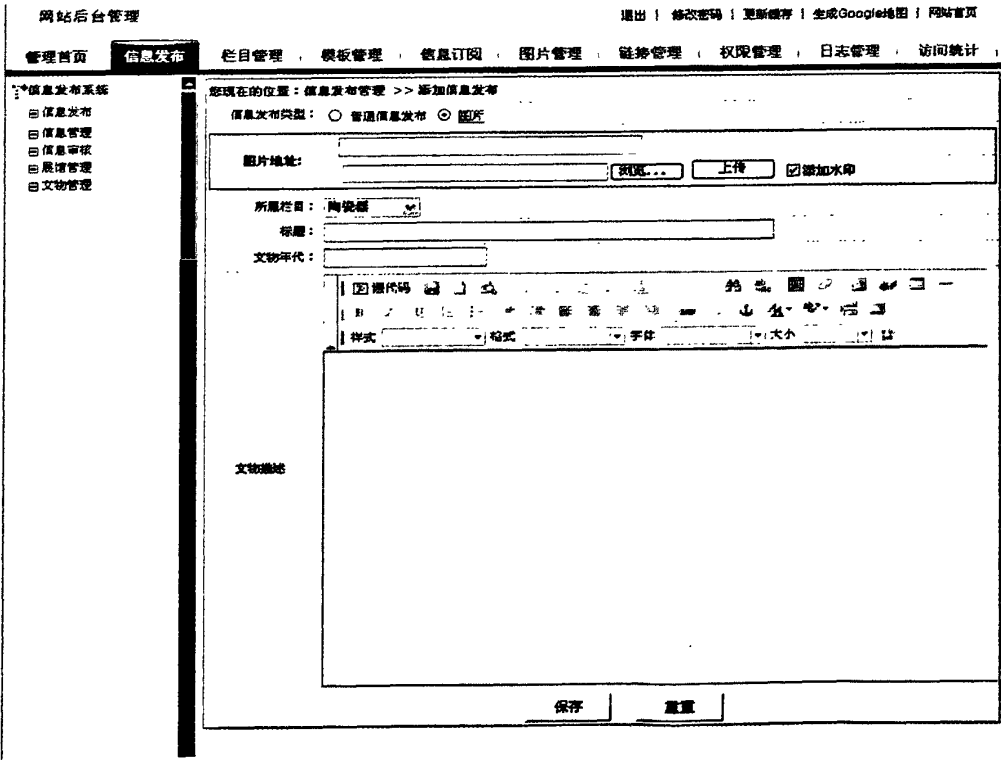 网站后台管理
退出 | 修改密码 | 更新缓存 | 生成Google地图 | 网站首页
管理首页 信息发布 栏目管理 模板管理 信息订阅 图片管理 链接管理 权限管理 日志管理 访问统计
信息发布系统
信息发布
信息管理
信息审核
展馆管理
文物管理
您现在的位置：信息发布管理 >> 添加信息发布
信息发布类型： 普通信息发布 图片
图片地址:
浏览... 上传 添加水印
所属栏目： 陶瓷器
标题：
文物年代：
源代码
B I U
样式 格式 字体 大小
文物描述
保存 重置